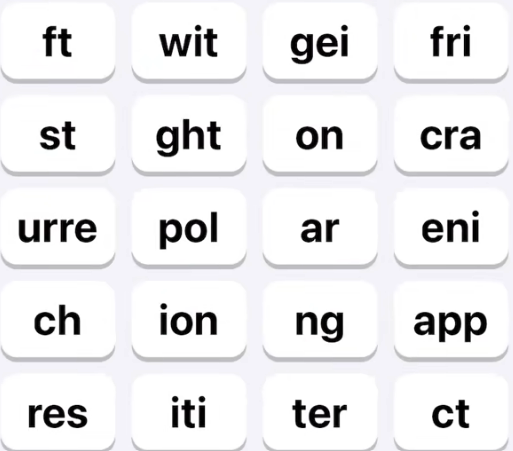 ft wit gei fri
st ght on cra
urre pol ar eni
ch ion ng app
res iti ter ct